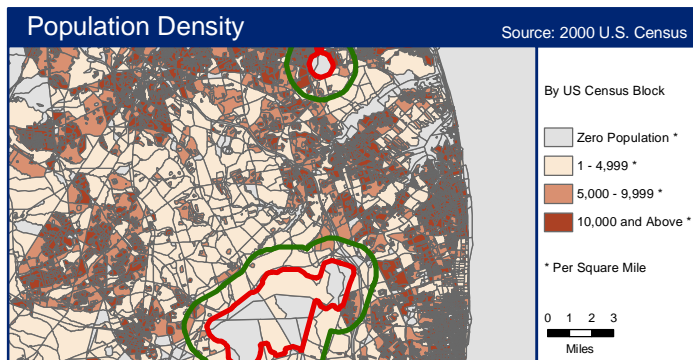 Population Density
Source: 2000 U.S. Census
By US Census Block
Zero Population *
1 - 4,999 *
5,000 - 9,999 *
10,000 and Above *
* Per Square Mile
0 1 2 3
Miles